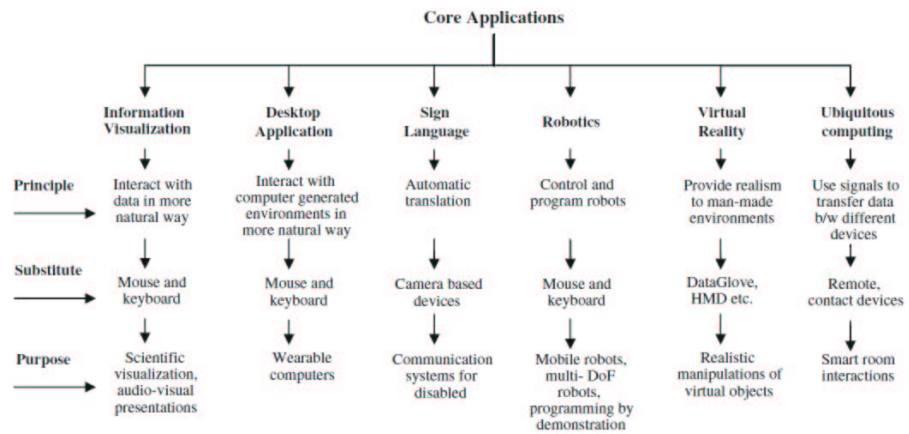 Core Applications
Information
Visualization
Desktop
Application
Sign
Language
Robotics
Virtual
Reality
Ubiquitous
computing
Principle
Interact with
data in more
natural way
Interact with
computer generated
environments in
more natural way
Automatic
translation
Control and
program robots
Provide realism
to man-made
environments
Use signals to
transfer data
b/w different
devices
Substitute
Mouse and
keyboard
Mouse and
keyboard
Camera based
devices
Mouse and
keyboard
DataGlove,
HMD etc.
Remote,
contact devices
Purpose
Scientific
visualization,
audio-visual
presentations
Wearable
computers
Communication
systems for
disabled
Mobile robots,
multi- DoF
robots,
programming by
demonstration
Realistic
manipulations of
virtual objects
Smart room
interactions